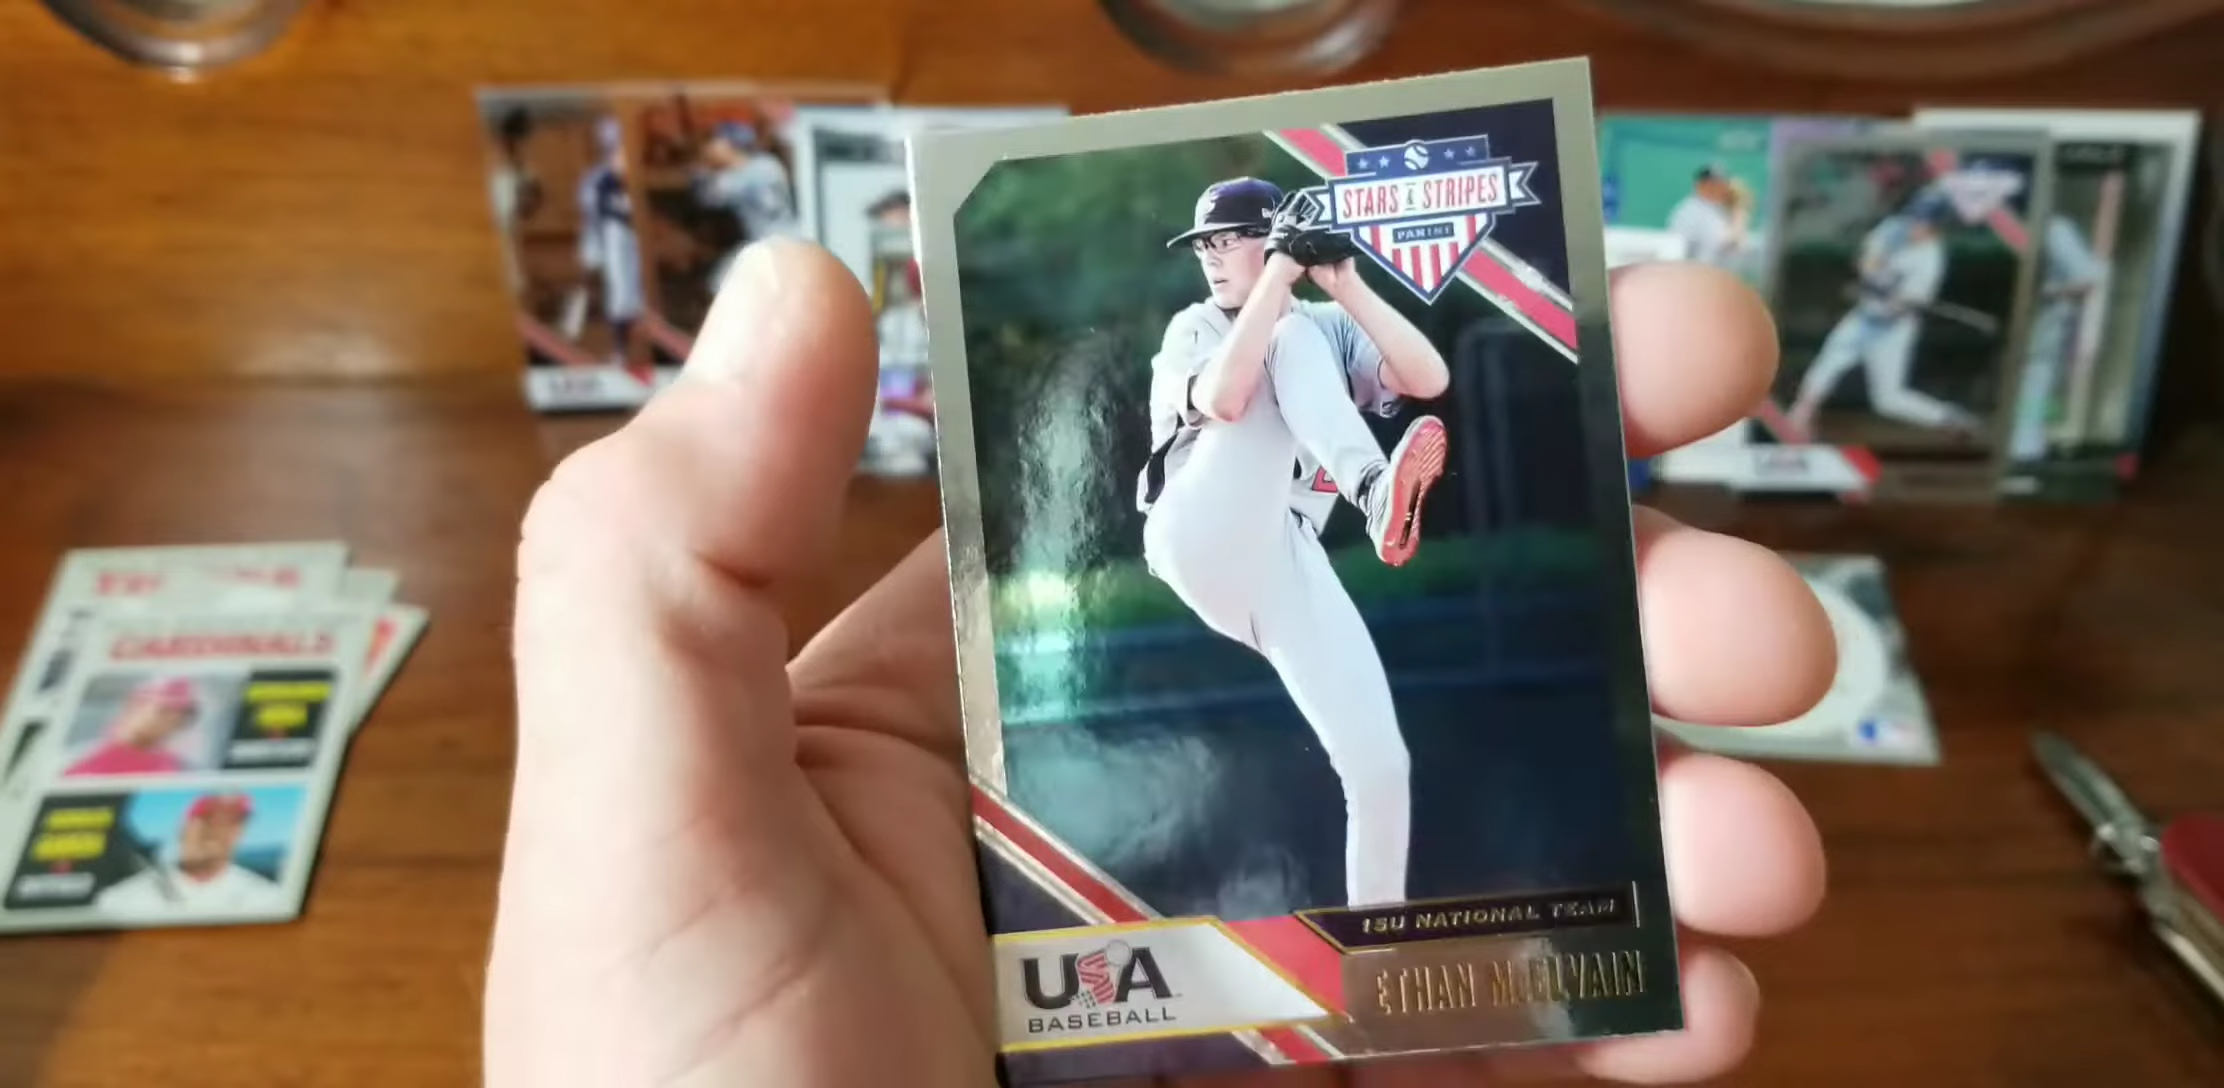 STARS & STRIPES
PANINI
15U NATIONAL TEAM
ETHAN McELVAIN
USA
BASEBALL
CARDINALS